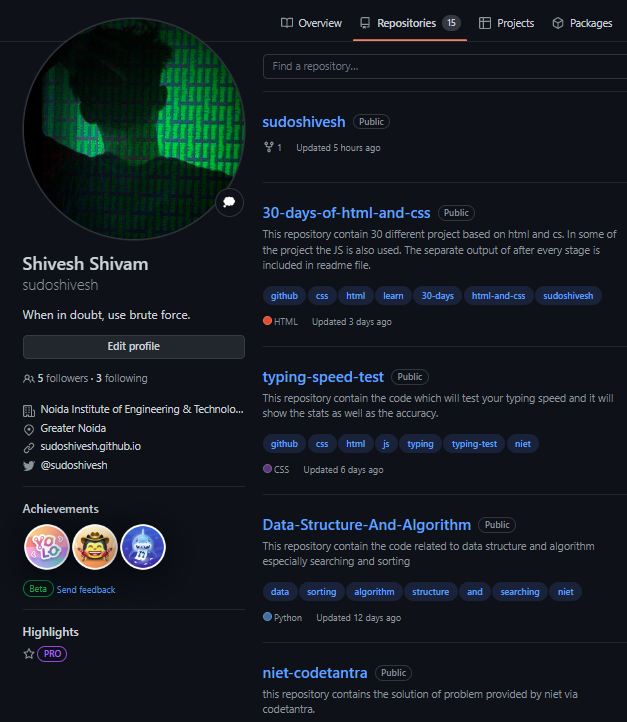 Overview Repositories 15 Projects Packages
Find a repository...
sudoshivesh Public
1 Updated 5 hours ago
30-days-of-html-and-css Public
This repository contain 30 different project based on html and cs. In some of
the project the JS is also used. The separate output of after every stage is
included in readme file.
github css html learn 30-days html-and-css sudoshivesh
HTML Updated 3 days ago
typing-speed-test Public
This repository contain the code which will test your typing speed and it will
show the stats as well as the accuracy.
github css html js typing typing-test niet
CSS Updated 6 days ago
Data-Structure-And-Algorithm Public
This repository contain the code related to data structure and algorithm
especially searching and sorting
data sorting algorithm structure and searching niet
Python Updated 12 days ago
niet-codetantra Public
this repository contains the solution of problem provided by niet via
codetantra.
Shivesh Shivam
sudoshivesh
When in doubt, use brute force.
Edit profile
5 followers · 3 following
Noida Institute of Engineering & Technolo...
Greater Noida
sudoshivesh.github.io
@sudoshivesh
Achievements
YOLO
Beta Send feedback
Highlights
PRO